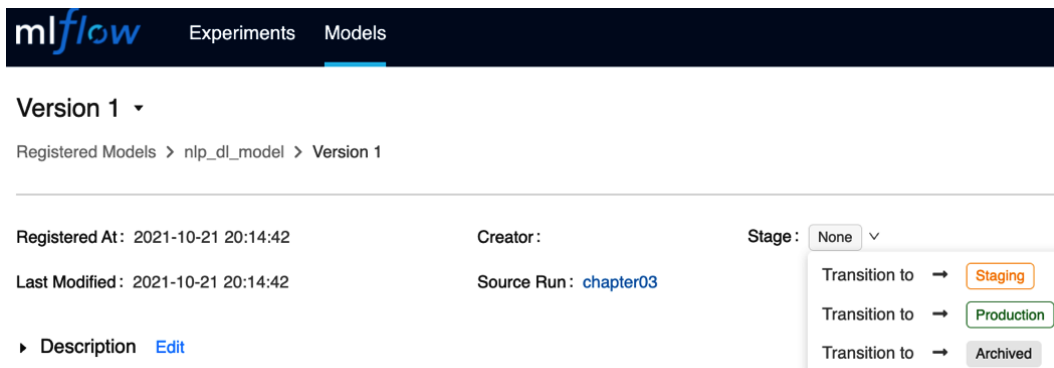 mlflow Experiments Models
Version 1
Registered Models > nlp_dl_model > Version 1
Registered At: 2021-10-21 20:14:42 Creator: Stage: None
Last Modified: 2021-10-21 20:14:42 Source Run: chapter03
Transition to → Staging
Transition to → Production
Description Edit
Transition to → Archived